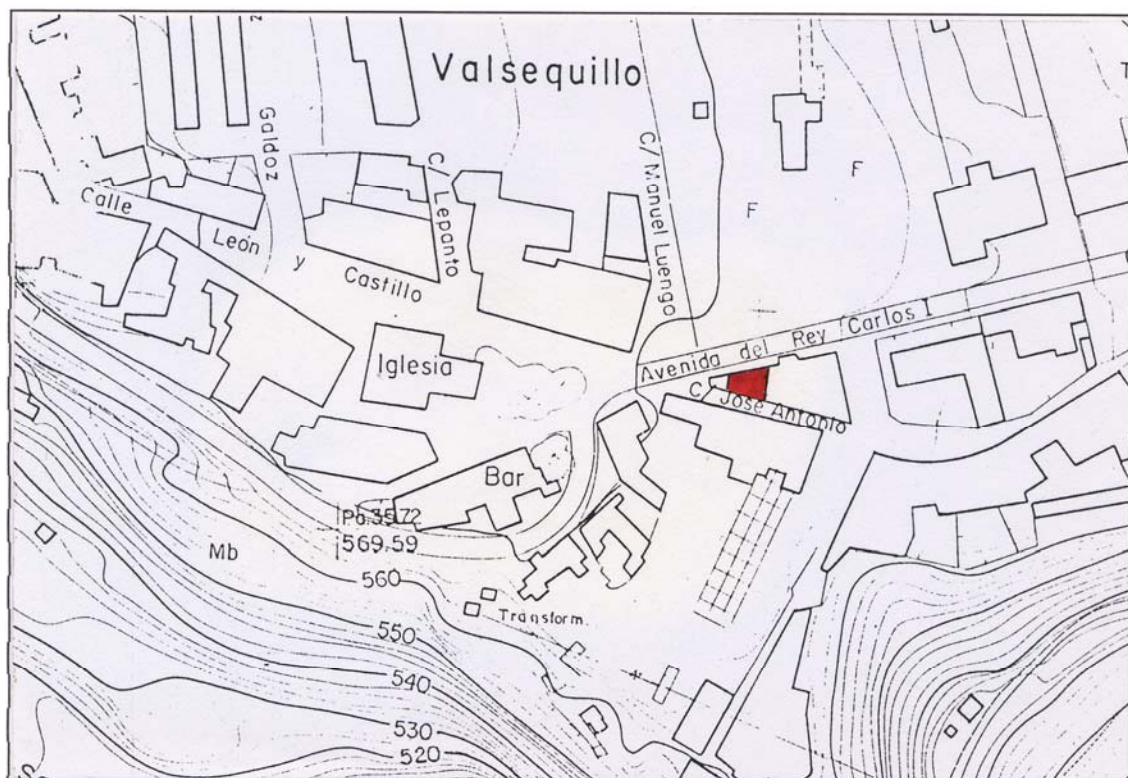 Valsequillo
Galdoz
C/ Lepanto
C/ Manuel Luengo
F
F
Calle
León
y
Castillo
Iglesia
Avenida del Rey Carlos I
C/ José Antonio
Bar
569.59
Mb
560
Transform.
550
540
530
520